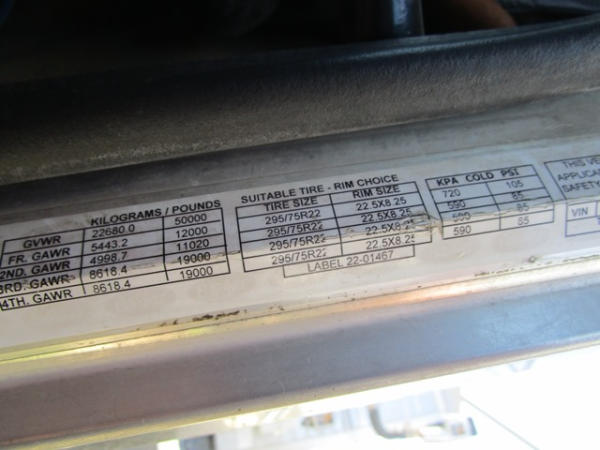 KILOGRAMS / POUNDS
GVWR 22680.0 50000
FR. GAWR 5443.2 12000
2ND. GAWR 4998.7 11020
3RD. GAWR 8618.4 19000
4TH. GAWR 8618.4 19000
SUITABLE TIRE - RIM CHOICE
TIRE SIZE RIM SIZE
295/75R22 22.5X8.25
295/75R22 22.5X8.25
295/75R22 22.5X8.25
295/75R22 22.5X8.25
LABEL 22-01467
KPA COLD PSI
720 105
590 85
85
590 85
THIS VE
APPLICA
SAFETY
VIN